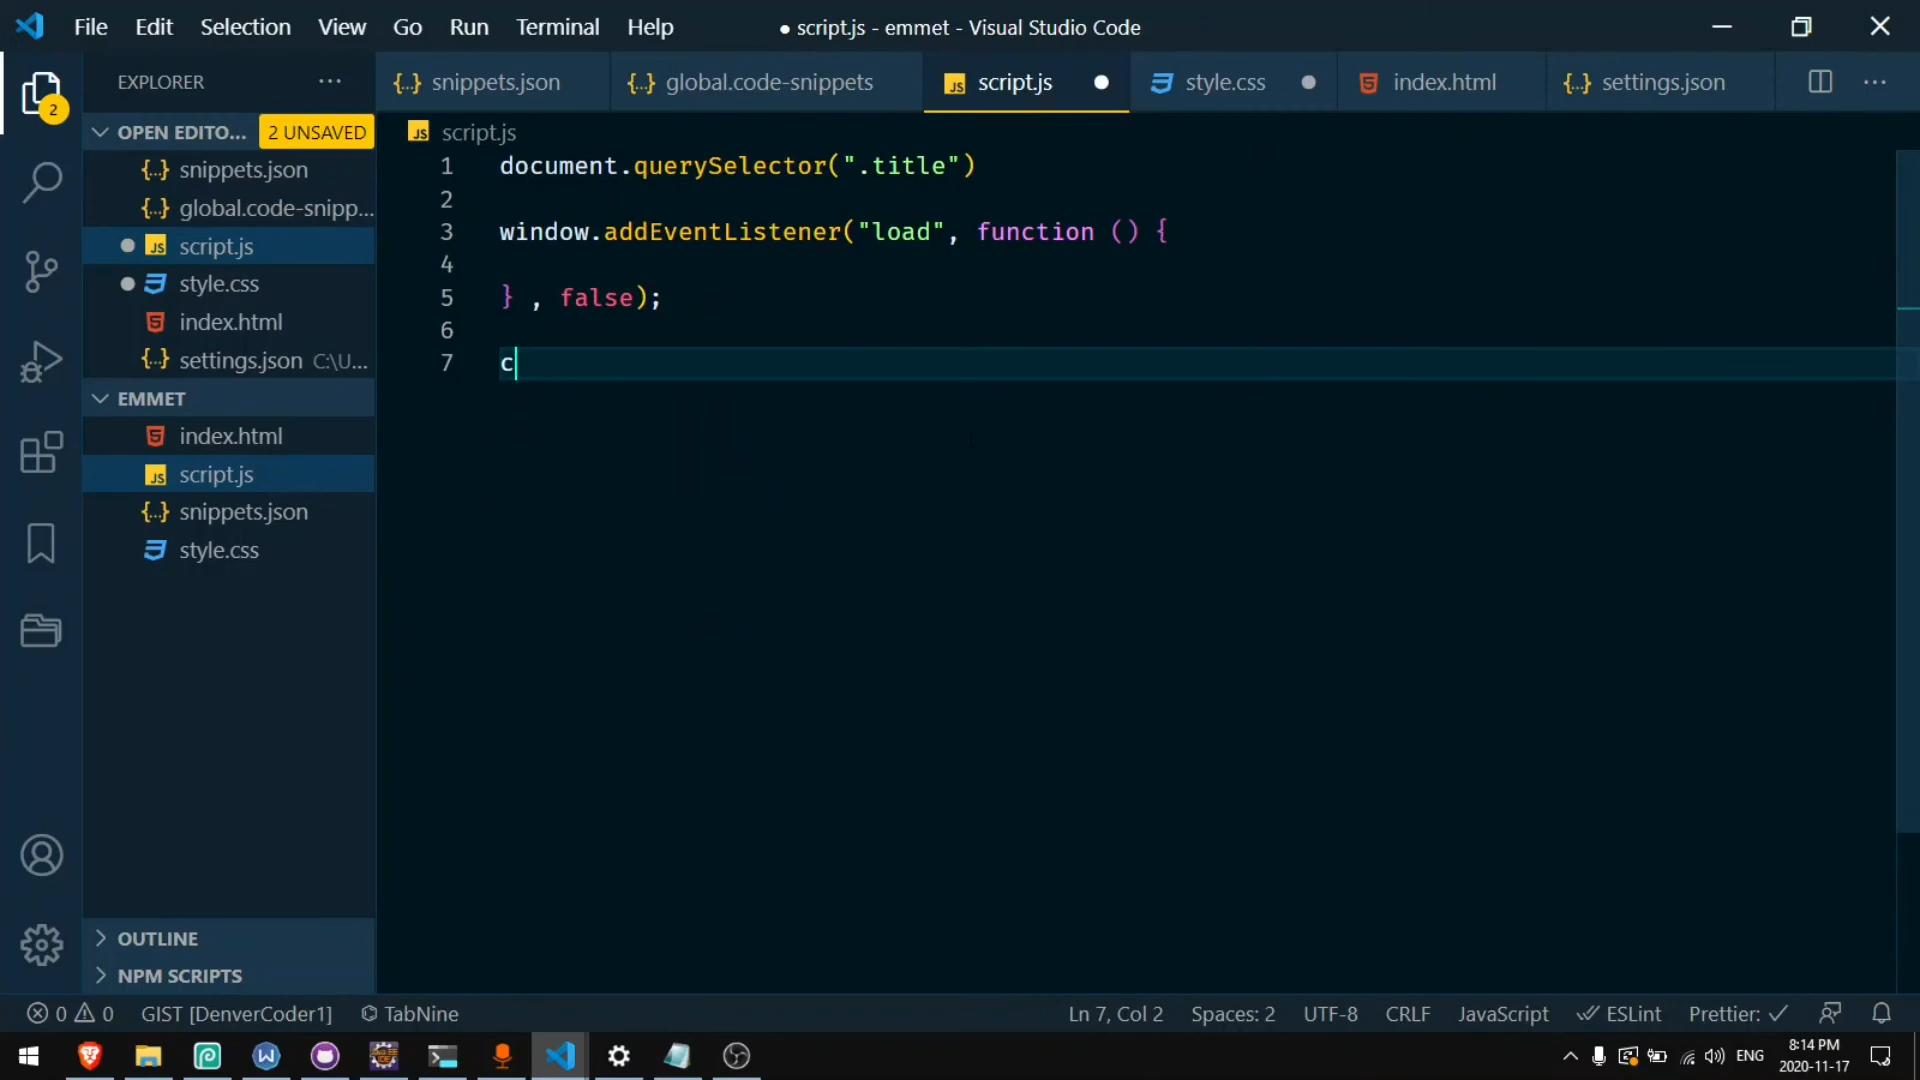 File Edit Selection View Go Run Terminal Help ● script.js - emmet - Visual Studio Code
EXPLORER ···
{..} snippets.json {..} global.code-snippets JS script.js ● style.css ● index.html {..} settings.json ···
2
OPEN EDITO... 2 UNSAVED
{..} snippets.json
{..} global.code-snipp...
● JS script.js
● style.css
index.html
{..} settings.json C:\U...
EMMET
index.html
JS script.js
{..} snippets.json
style.css
OUTLINE
NPM SCRIPTS
JS script.js
1 document.querySelector(".title")
2
3 window.addEventListener("load", function () {
4
5 } , false);
6
7 c
0 0 GIST [DenverCoder1] TabNine Ln 7, Col 2 Spaces: 2 UTF-8 CRLF JavaScript ESLint Prettier: ✓
ENG 8:14 PM
2020-11-17